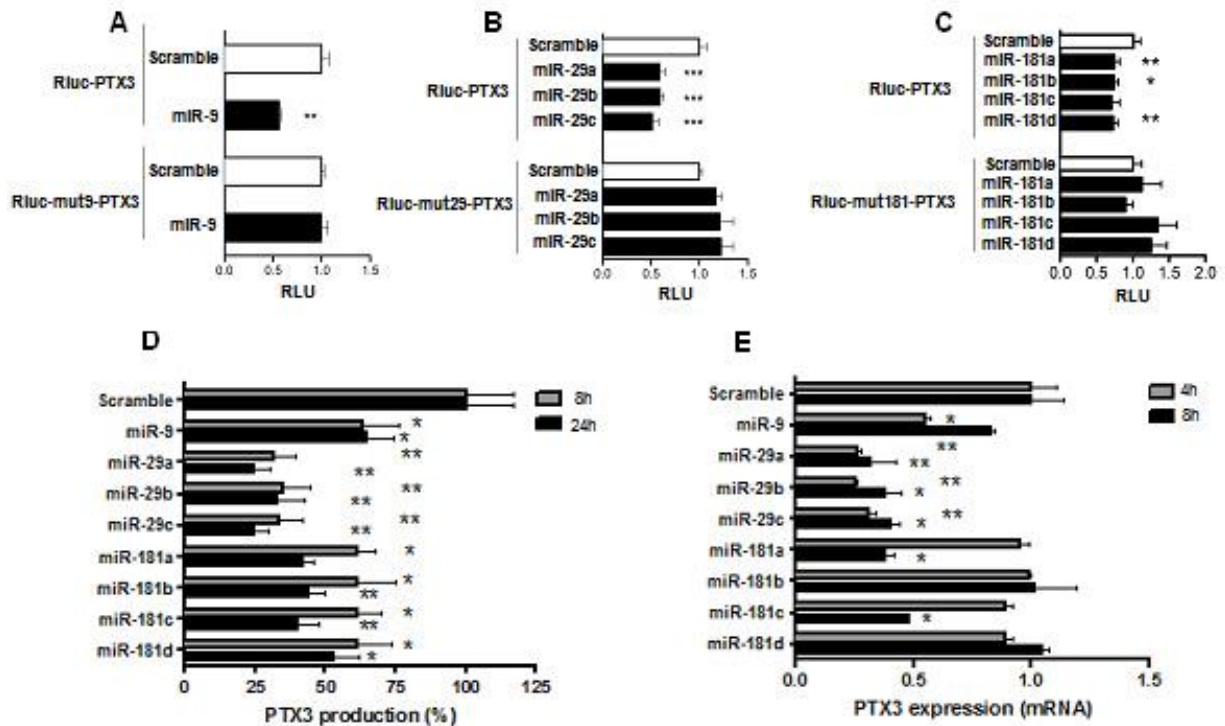 A
Rluc-PTX3
Scramble
miR-9
**
Rluc-mut9-PTX3
Scramble
miR-9
0.0 0.5 1.0 1.5
RLU
B
Rluc-PTX3
Scramble
miR-29a
***
miR-29b
***
miR-29c
***
Rluc-mut29-PTX3
Scramble
miR-29a
miR-29b
miR-29c
0.0 0.5 1.0 1.5
RLU
C
Rluc-PTX3
Scramble
miR-181a
**
miR-181b
*
miR-181c
miR-181d
**
Rluc-mut181-PTX3
Scramble
miR-181a
miR-181b
miR-181c
miR-181d
0.0 0.5 1.0 1.5 2.0
RLU
D
8h
24h
Scramble
miR-9
*
*
miR-29a
**
**
miR-29b
**
**
miR-29c
**
**
miR-181a
*
miR-181b
*
**
miR-181c
*
**
miR-181d
*
*
0 25 50 75 100 125
PTX3 production (%)
E
4h
8h
Scramble
miR-9
*
miR-29a
**
**
miR-29b
**
*
miR-29c
**
*
miR-181a
*
miR-181b
miR-181c
*
miR-181d
0.0 0.5 1.0 1.5
PTX3 expression (mRNA)